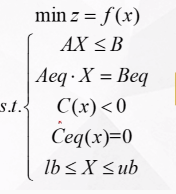 min z = f(x)
AX ≤ B
Aeq · X = Beq
s.t. C(x) < 0
Ceq(x)=0
lb ≤ X ≤ ub